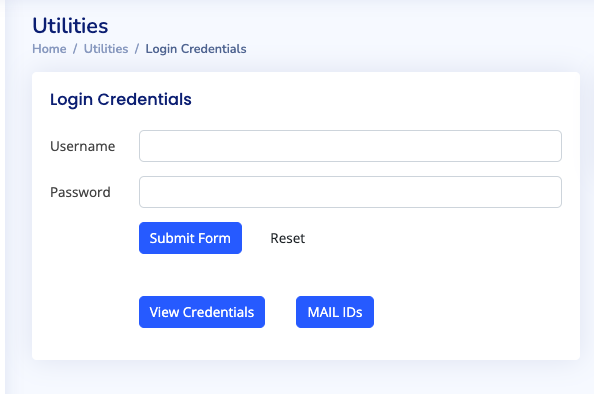 Utilities
Home / Utilities / Login Credentials
Login Credentials
Username
Password
Submit Form Reset
View Credentials MAIL IDs